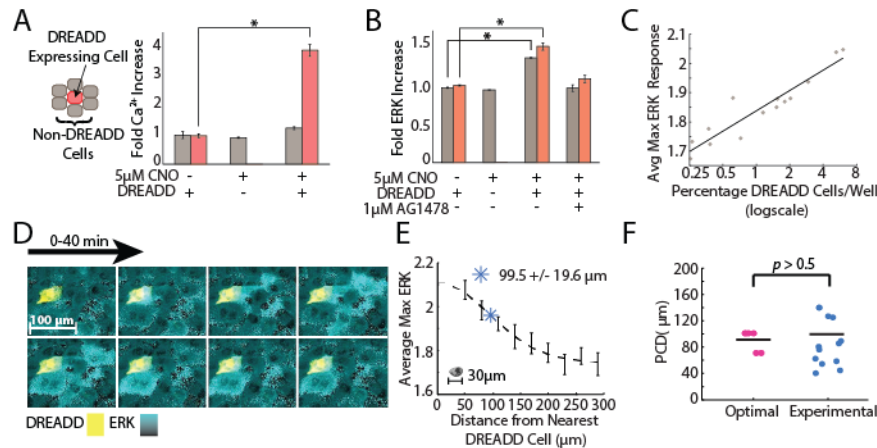 A
DREADD
Expressing Cell
Non-DREADD
Cells
Fold Ca²⁺ Increase
4
3
2
1
0
*
5μM CNO - + +
DREADD + - +
B
Fold ERK Increase
1.5
1.0
0.5
0
*
*
5μM CNO - + + +
DREADD + - + +
1μM AG1478 - - - +
C
Avg Max ERK Response
2.1
2.0
1.9
1.8
1.7
0.25 0.5 1 2 4 8
Percentage DREADD Cells/Well
(logscale)
D
0-40 min
100 μm
DREADD ERK
E
Average Max ERK
2.2
2.0
1.8
1.6
99.5 +/- 19.6 μm
30μm
0 50 100 150 200 250 300
Distance from Nearest
DREADD Cell (μm)
F
PCD( μm)
200
160
120
80
40
0
p > 0.5
Optimal Experimental